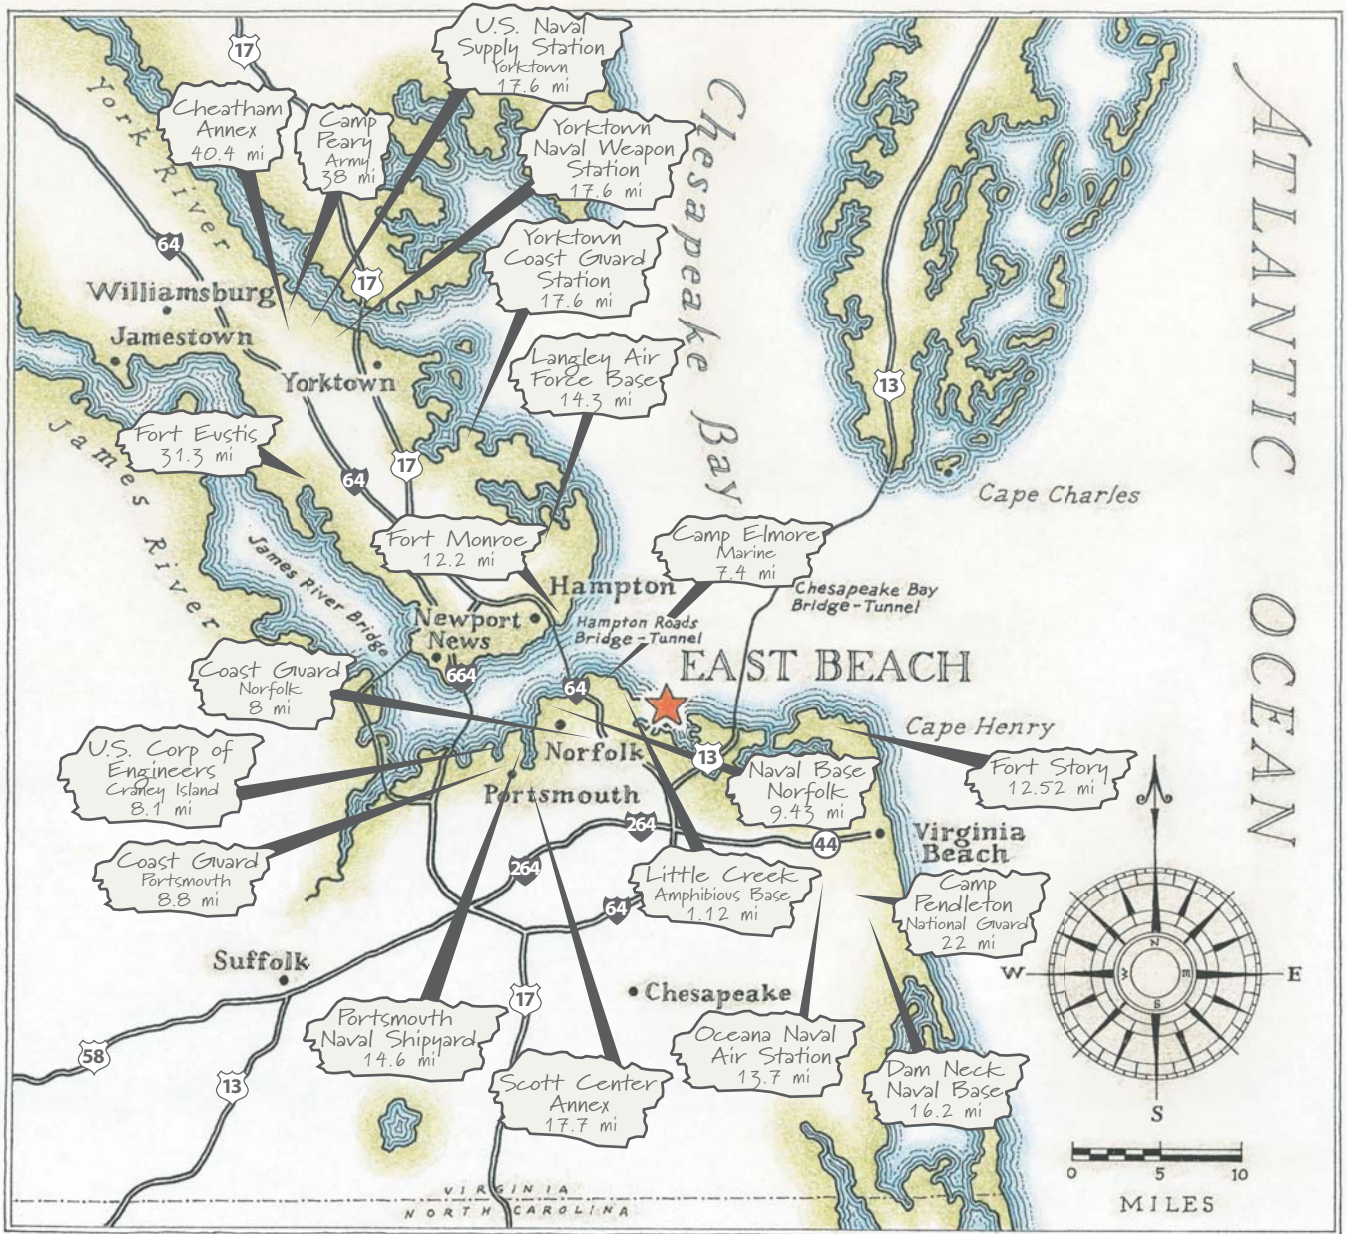 17
U.S. Naval
Supply Station
Yorktown
17.6 mi
Cheatham
Annex
40.4 mi
Camp
Peary
Army
38 mi
Yorktown
Naval Weapon
Station
17.6 mi
York River
Chesapeake Bay
ATLANTIC OCEAN
64
Yorktown
Coast Guard
Station
17.6 mi
17
Williamsburg
Jamestown
Yorktown
Langley Air
Force Base
14.3 mi
13
Fort Eustis
31.3 mi
James River
64
17
Cape Charles
Fort Monroe
12.2 mi
Camp Elmore
Marine
7.4 mi
James River Bridge
Hampton
Chesapeake Bay
Bridge-Tunnel
Newport
News
Hampton Roads
Bridge-Tunnel
EAST BEACH
Coast Guard
Norfolk
8 mi
664
64
Cape Henry
U.S. Corp of
Engineers
Craney Island
8.1 mi
Norfolk
13
Naval Base
Norfolk
9.43 mi
Fort Story
12.52 mi
Portsmouth
264
44
Virginia
Beach
Coast Guard
Portsmouth
8.8 mi
264
Little Creek
Amphibious Base
1.12 mi
Camp
Pendleton
National Guard
22 mi
64
Suffolk
Chesapeake
N
W
E
S
W
E
S
17
Portsmouth
Naval Shipyard
14.6 mi
Oceana Naval
Air Station
13.7 mi
58
13
Scott Center
Annex
17.7 mi
Dam Neck
Naval Base
16.2 mi
0 5 10
MILES
VIRGINIA
NORTH CAROLINA